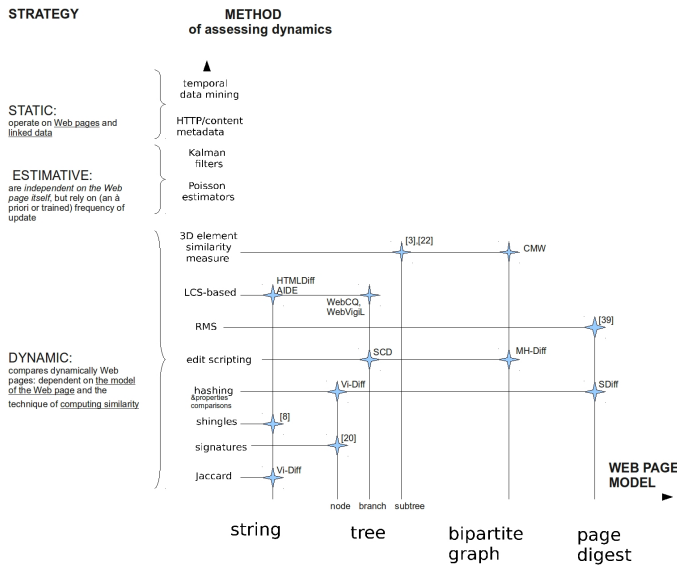 STRATEGY
METHOD
of assessing dynamics
temporal
data mining
STATIC:
operate on Web pages and
linked data
HTTP/content
metadata
Kalman
filters
ESTIMATIVE:
are independent on the Web
page itself, but rely on (an à
priori or trained) frequency of
update
Poisson
estimators
3D element
similarity
measure
[3],[22]
CMW
LCS-based
HTMLDiff
AIDE
WebCQ,
WebVigiL
RMS
[39]
DYNAMIC:
compares dynamically Web
pages: dependent on the model
of the Web page and the
technique of computing similarity
edit scripting
SCD
MH-Diff
hashing
&properties
comparisons
Vi-Diff
SDiff
shingles
[8]
signatures
[20]
Jaccard
Vi-Diff
WEB PAGE
MODEL
node
branch
subtree
string
tree
bipartite
graph
page
digest